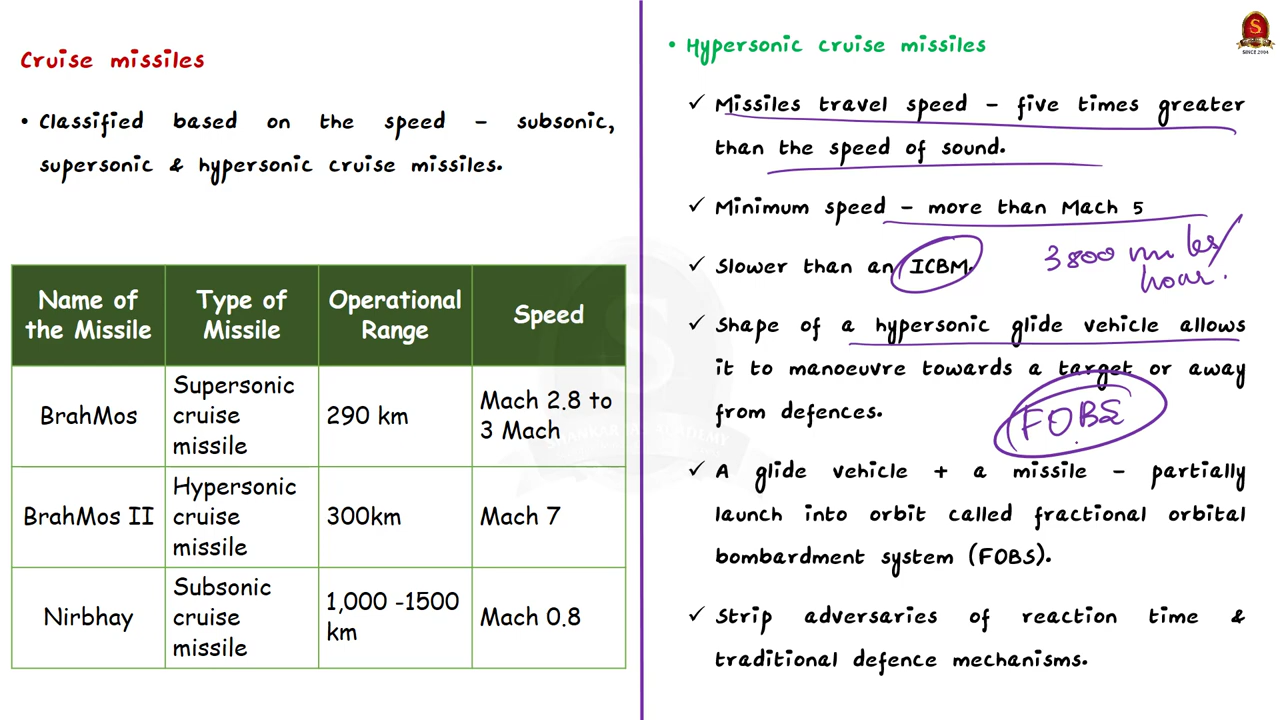 Cruise missiles
• Classified based on the speed – subsonic,
supersonic & hypersonic cruise missiles.
Name of the Missile | Type of Missile | Operational Range | Speed
BrahMos | Supersonic cruise missile | 290 km | Mach 2.8 to 3 Mach
BrahMos II | Hypersonic cruise missile | 300km | Mach 7
Nirbhay | Subsonic cruise missile | 1,000 -1500 km | Mach 0.8
• Hypersonic cruise missiles
✓ Missiles travel speed – five times greater
than the speed of sound.
✓ Minimum speed – more than Mach 5
3800 miles/
hour.
✓ Slower than an ICBM.
✓ Shape of a hypersonic glide vehicle allows
it to manoeuvre towards a target or away
from defences.
FOBS
✓ A glide vehicle + a missile – partially
launch into orbit called fractional orbital
bombardment system (FOBS).
✓ Strip adversaries of reaction time &
traditional defence mechanisms.
S
SINCE 2004